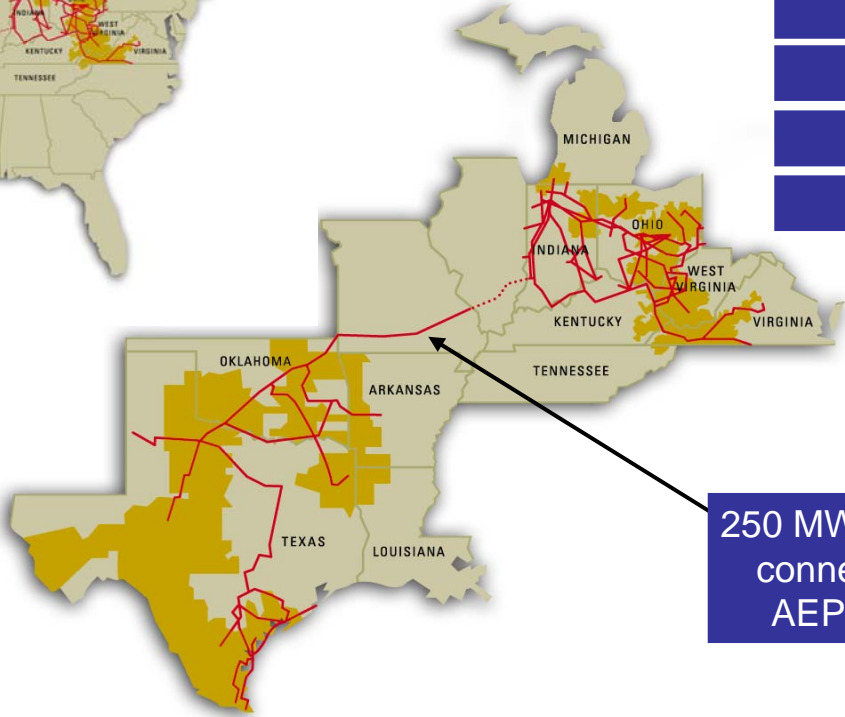 INDIANA
WEST
VIRGINIA
KENTUCKY
VIRGINIA
TENNESSEE
MICHIGAN
OHIO
INDIANA
WEST
VIRGINIA
KENTUCKY
VIRGINIA
OKLAHOMA
TENNESSEE
ARKANSAS
TEXAS
LOUISIANA
250 MW
conne
AEP